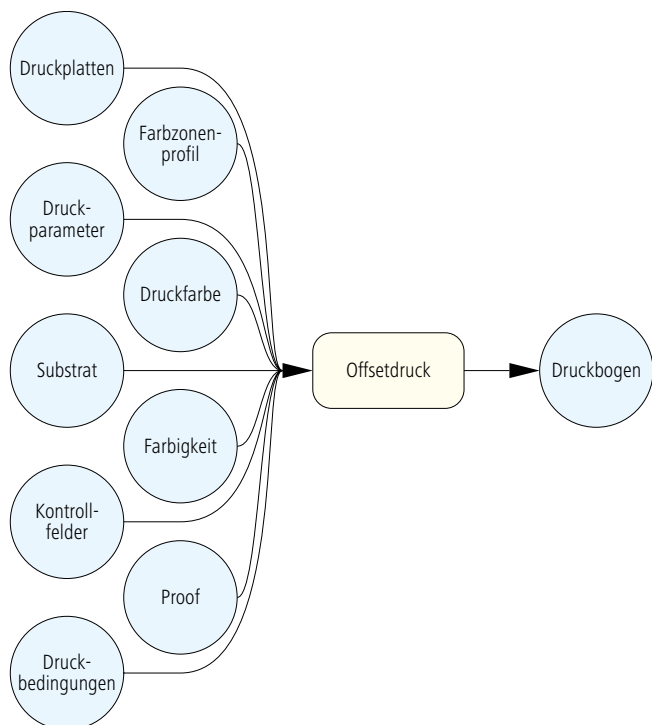 Druckplatten
Farbzonen-
profil
Druck-
parameter
Druckfarbe
Substrat
Offsetdruck
Druckbogen
Farbigkeit
Kontroll-
felder
Proof
Druck-
bedingungen